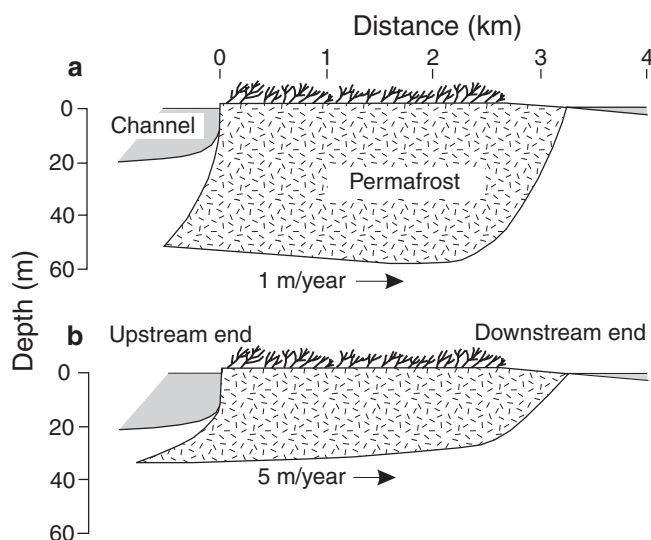 Distance (km)
0 1 2 3 4
a
0
20
40
60
Channel
Permafrost
1 m/year
Depth (m)
b
Upstream end
Downstream end
0
20
40
60
5 m/year